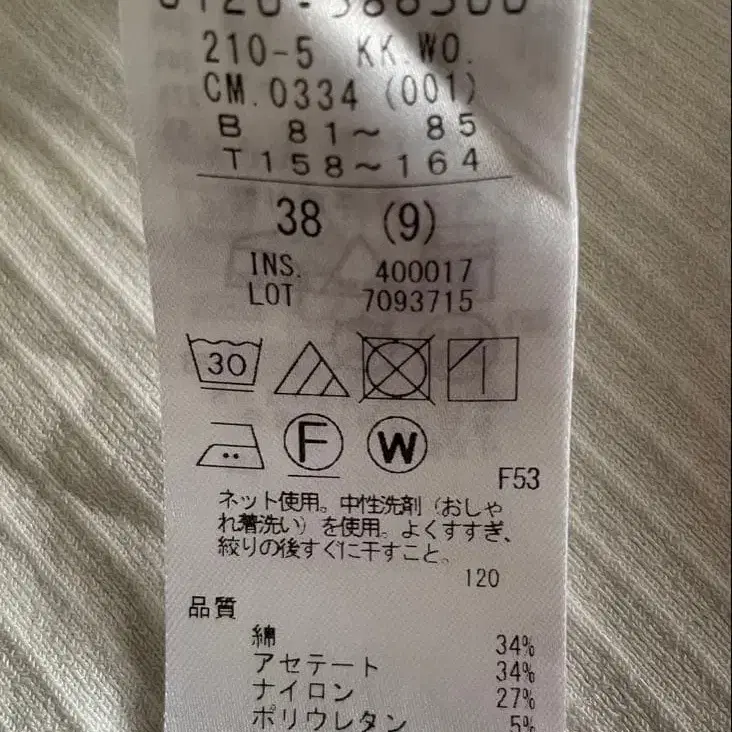 0120-586300
210-5 KK.WO.
CM.0334 (001)
B 81～ 85
T158～164
38 (9)
INS. 400017
LOT 7093715
30
F W
F53
ネット使用。中性洗剤（おしゃ
れ着洗い）を使用。よくすすぎ、
絞りの後すぐに干すこと。
120
品質
綿 34%
アセテート 34%
ナイロン 27%
ポリウレタン 5%